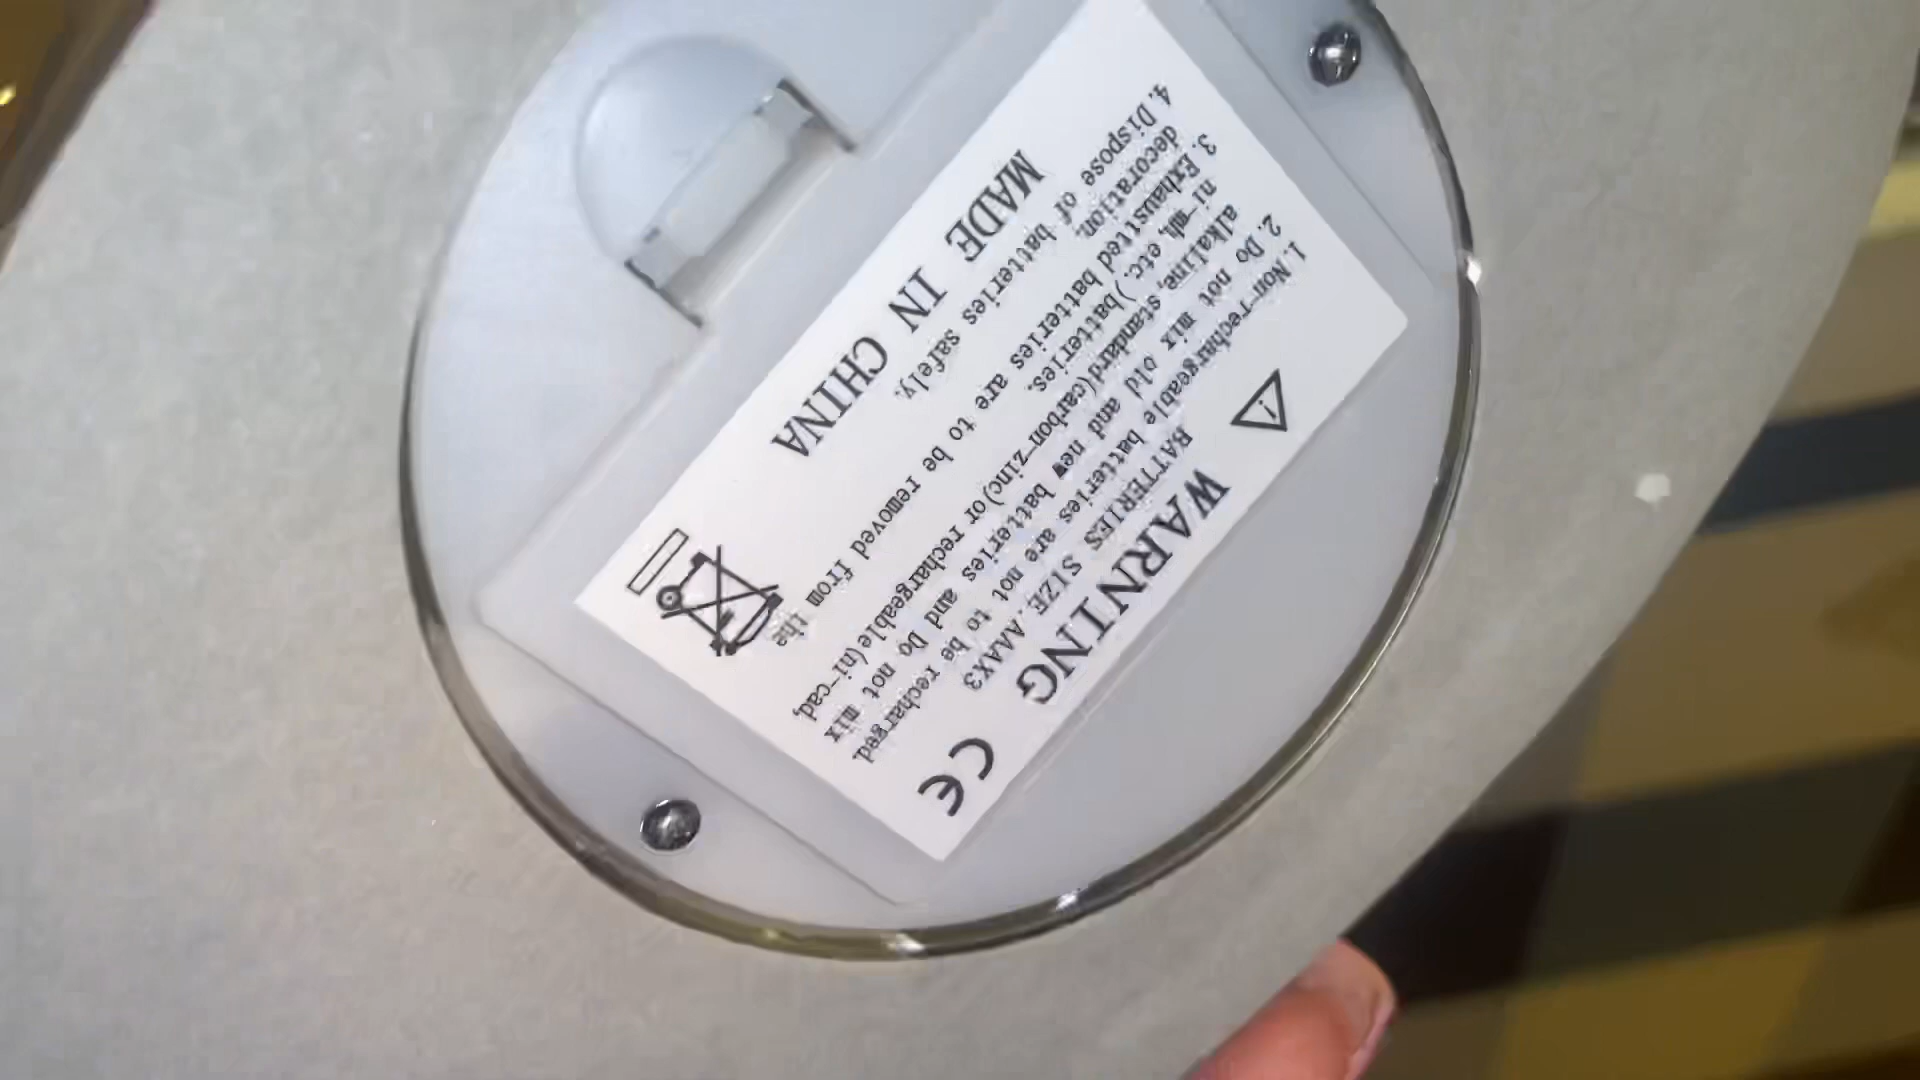 WARNING CE
BATTERIES SIZE: AAAX3
1. Non-rechargeable batteries are not to be recharged.
2. Do not mix old and new batteries and Do not mix
alkaline, standard(carbon-zinc)or rechargeable(ni-cad,
ni-mh, etc.)batteries.
3. Exhausted batteries are to be removed from the
decoration.
4. Dispose of batteries safely.
MADE IN CHINA